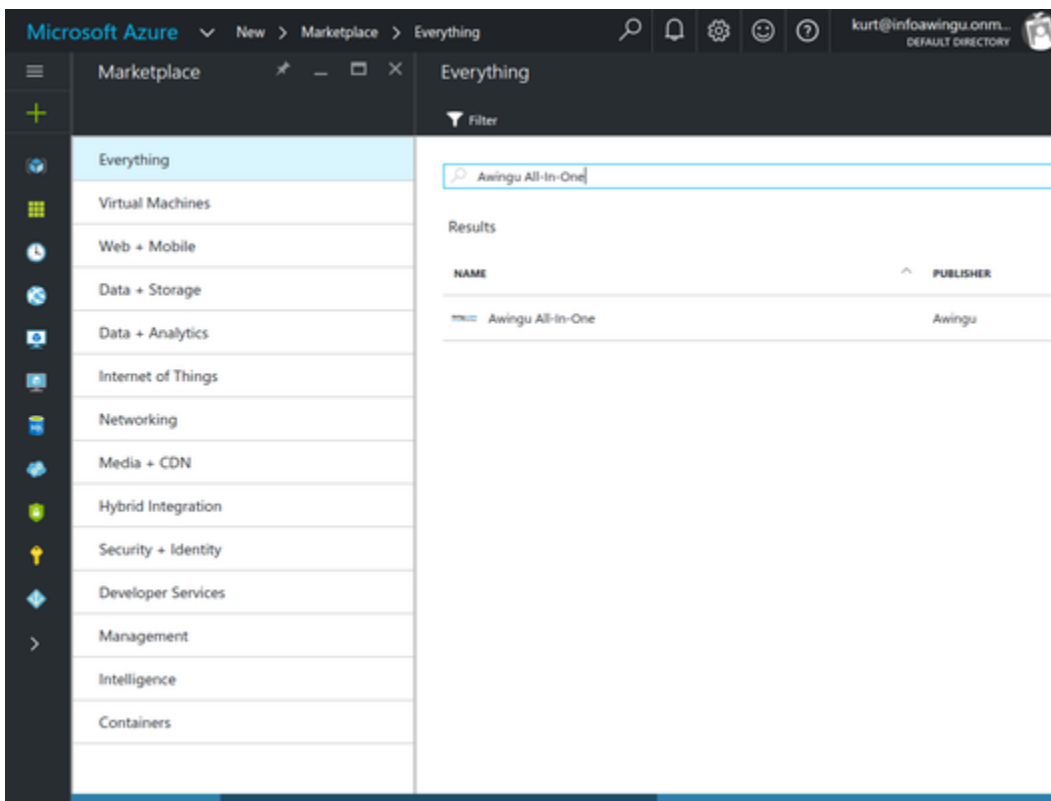 Microsoft Azure New > Marketplace > Everything kurt@infoawingu.onm...
DEFAULT DIRECTORY
Marketplace
Everything
Filter
Everything
Virtual Machines
Web + Mobile
Data + Storage
Data + Analytics
Internet of Things
Networking
Media + CDN
Hybrid Integration
Security + Identity
Developer Services
Management
Intelligence
Containers
Awingu All-In-One
Results
NAME PUBLISHER
Awingu All-In-One Awingu